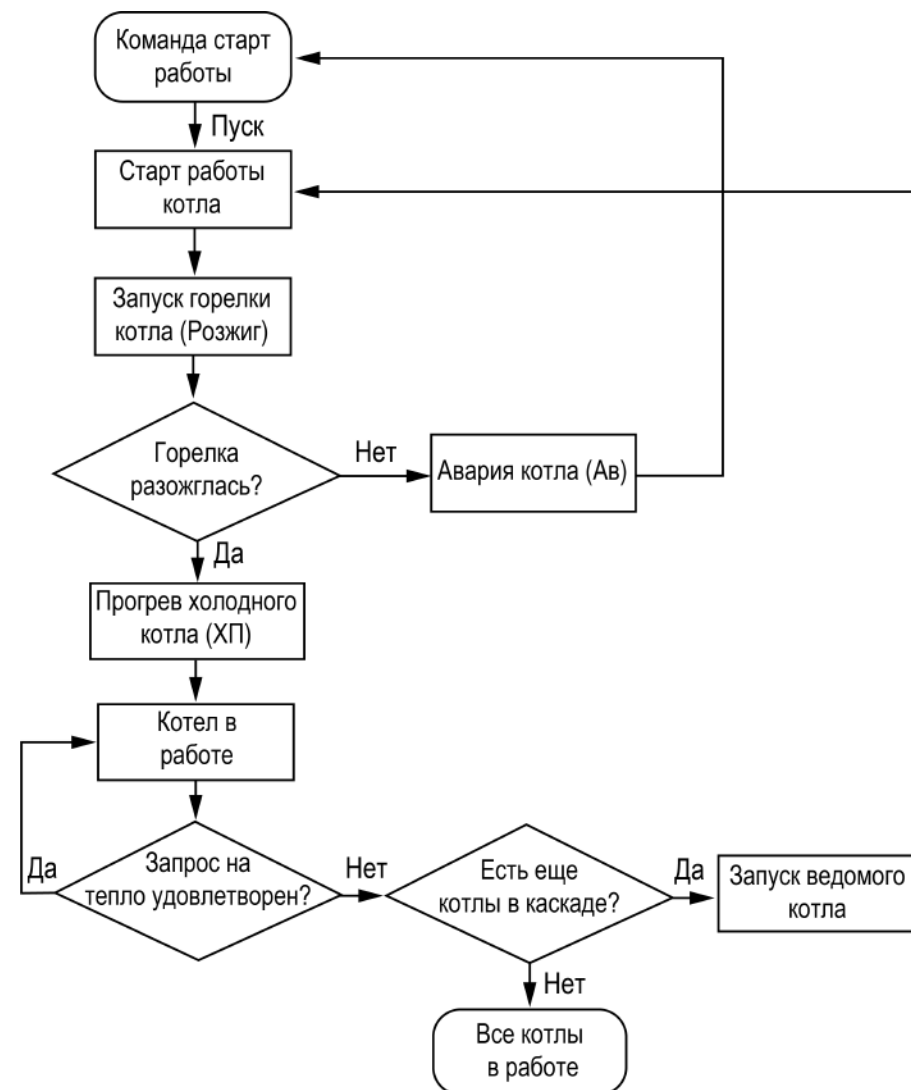 Команда старт
работы
Пуск
Старт работы
котла
Запуск горелки
котла (Розжиг)
Горелка
разожглась?
Нет
Авария котла (Ав)
Да
Прогрев холодного
котла (ХП)
Котел в
работе
Да
Запрос на
тепло удовлетворен?
Нет
Есть еще
котлы в каскаде?
Да
Запуск ведомого
котла
Нет
Все котлы
в работе